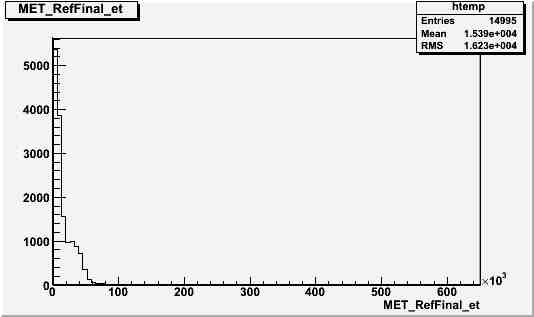 MET_RefFinal_et
htemp
Entries 14995
Mean 1.539e+004
RMS 1.623e+004
5000
4000
3000
2000
1000
0
0 100 200 300 400 500 600 ×10³
MET_RefFinal_et